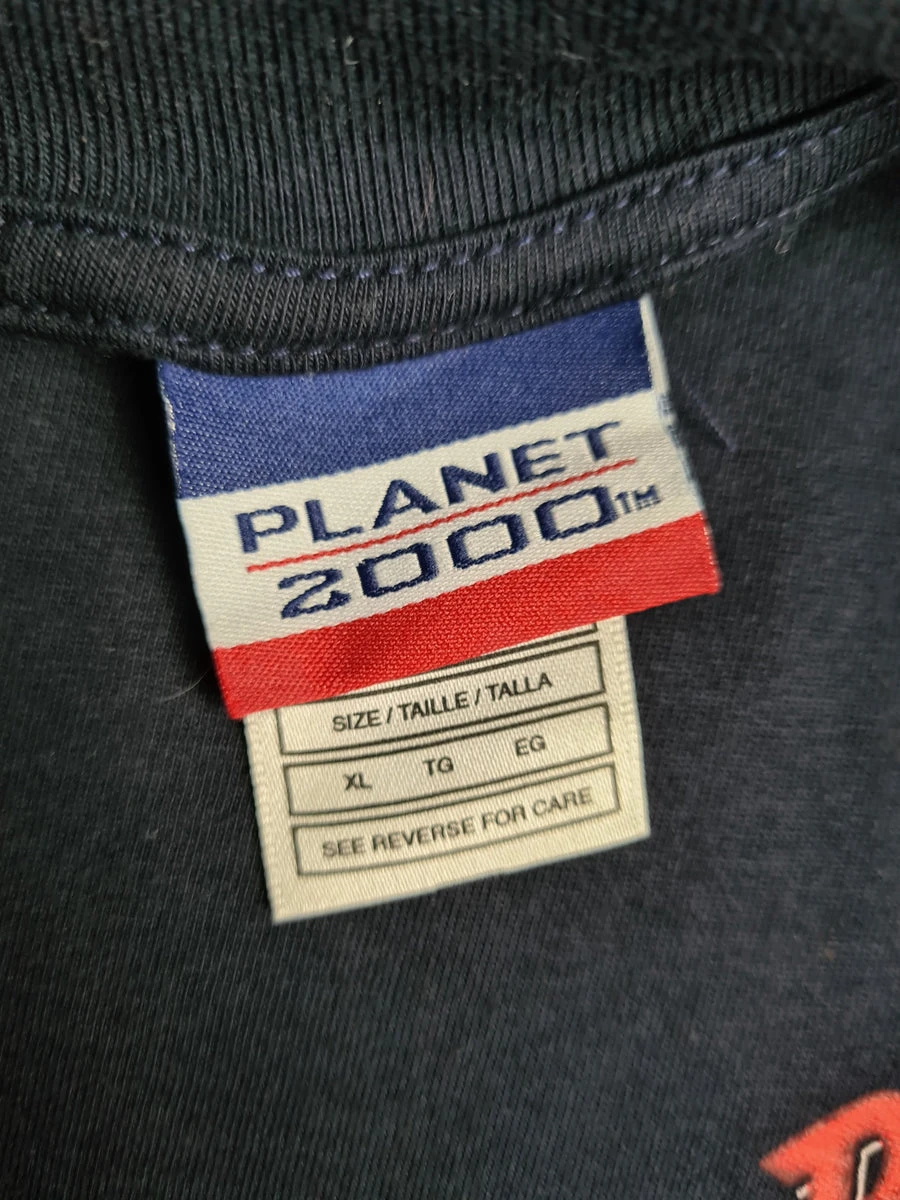 PLANET
2000™
SIZE / TAILLE / TALLA
XL TG EG
SEE REVERSE FOR CARE